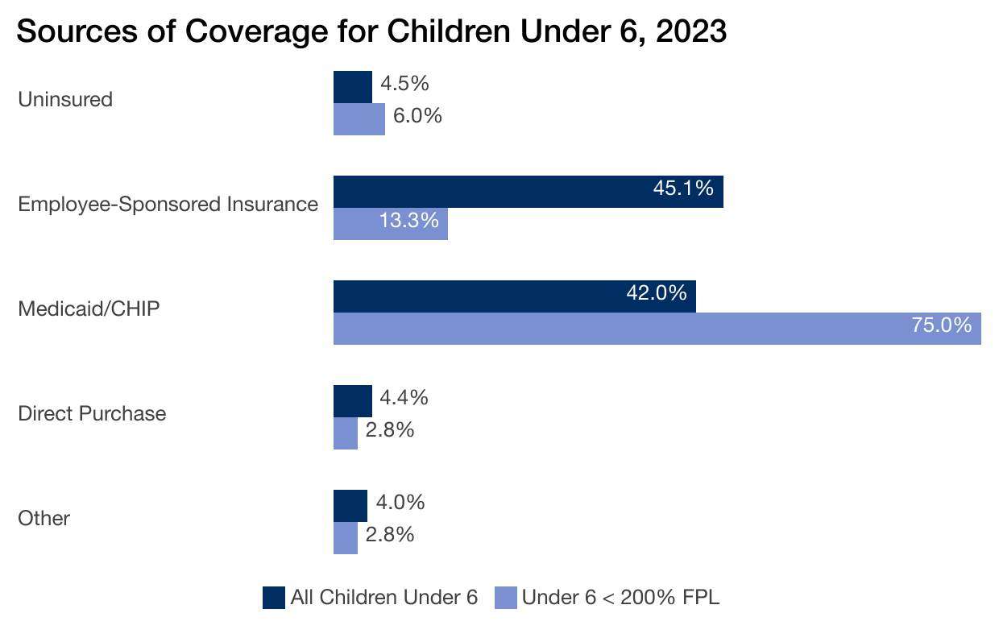 Sources of Coverage for Children Under 6, 2023
Uninsured
4.5%
6.0%
Employee-Sponsored Insurance
45.1%
13.3%
Medicaid/CHIP
42.0%
75.0%
Direct Purchase
4.4%
2.8%
Other
4.0%
2.8%
All Children Under 6 Under 6 < 200% FPL